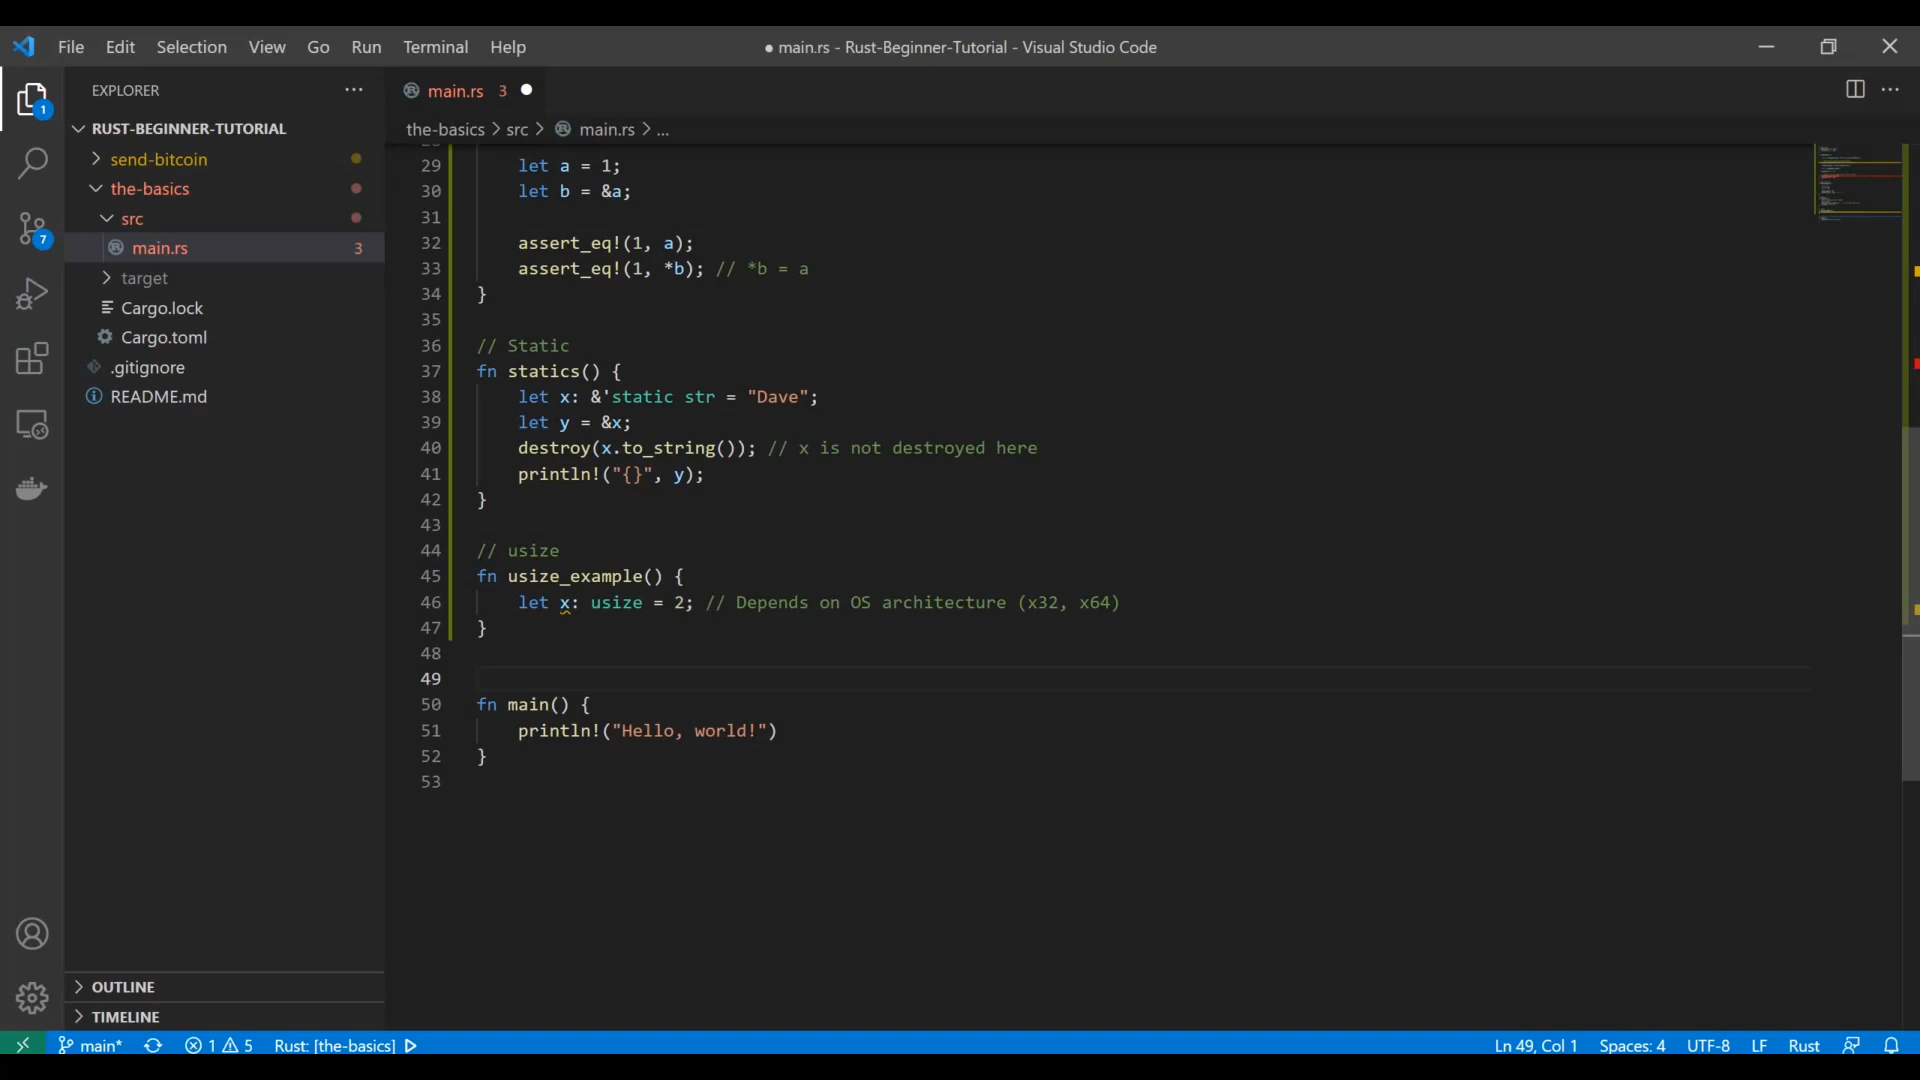 File Edit Selection View Go Run Terminal Help
● main.rs - Rust-Beginner-Tutorial - Visual Studio Code
EXPLORER
1
7
RUST-BEGINNER-TUTORIAL
send-bitcoin
the-basics
src
main.rs 3
target
Cargo.lock
Cargo.toml
.gitignore
README.md
OUTLINE
TIMELINE
main.rs 3
the-basics > src > main.rs > ...
29 let a = 1;
30 let b = &a;
31
32 assert_eq!(1, a);
33 assert_eq!(1, *b); // *b = a
34 }
35
36 // Static
37 fn statics() {
38 let x: &'static str = "Dave";
39 let y = &x;
40 destroy(x.to_string()); // x is not destroyed here
41 println!("{}", y);
42 }
43
44 // usize
45 fn usize_example() {
46 let x: usize = 2; // Depends on OS architecture (x32, x64)
47 }
48
49
50 fn main() {
51 println!("Hello, world!")
52 }
53
main* 1 5 Rust: [the-basics] Ln 49, Col 1 Spaces: 4 UTF-8 LF Rust